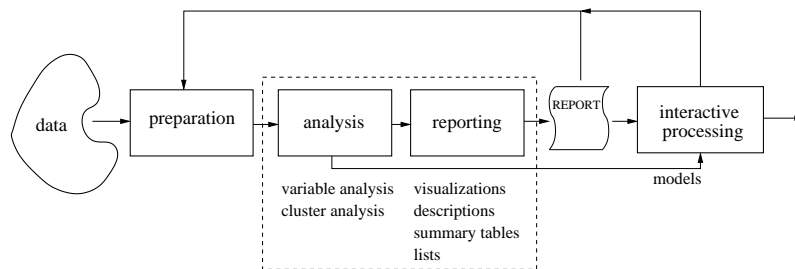 data
preparation
analysis
reporting
REPORT
interactive
processing
models
variable analysis
cluster analysis
visualizations
descriptions
summary tables
lists